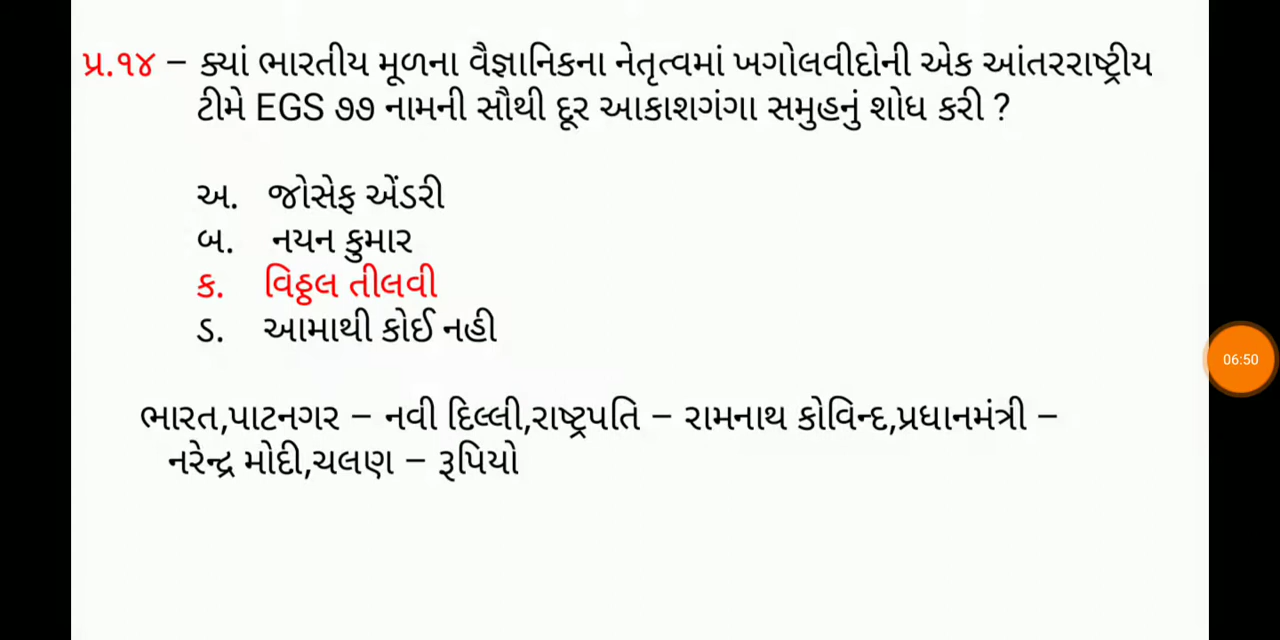 પ્ર.૧૪ – ક્યાં ભારતીય મૂળના વૈજ્ઞાનિકના નેતૃત્વમાં ખગોલવીદોની એક આંતરરાષ્ટ્રીય
ટીમે EGS ૭૭ નામની સૌથી દૂર આકાશગંગા સમુહનું શોધ કરી ?
અ. જોસેફ એંડરી
બ. નયન કુમાર
ક. વિઠ્ઠલ તીલવી
ડ. આમાથી કોઈ નહી
ભારત,પાટનગર – નવી દિલ્લી,રાષ્ટ્રપતિ – રામનાથ કોવિન્દ,પ્રધાનમંત્રી –
નરેન્દ્ર મોદી,ચલણ – રૂપિયો
06:50